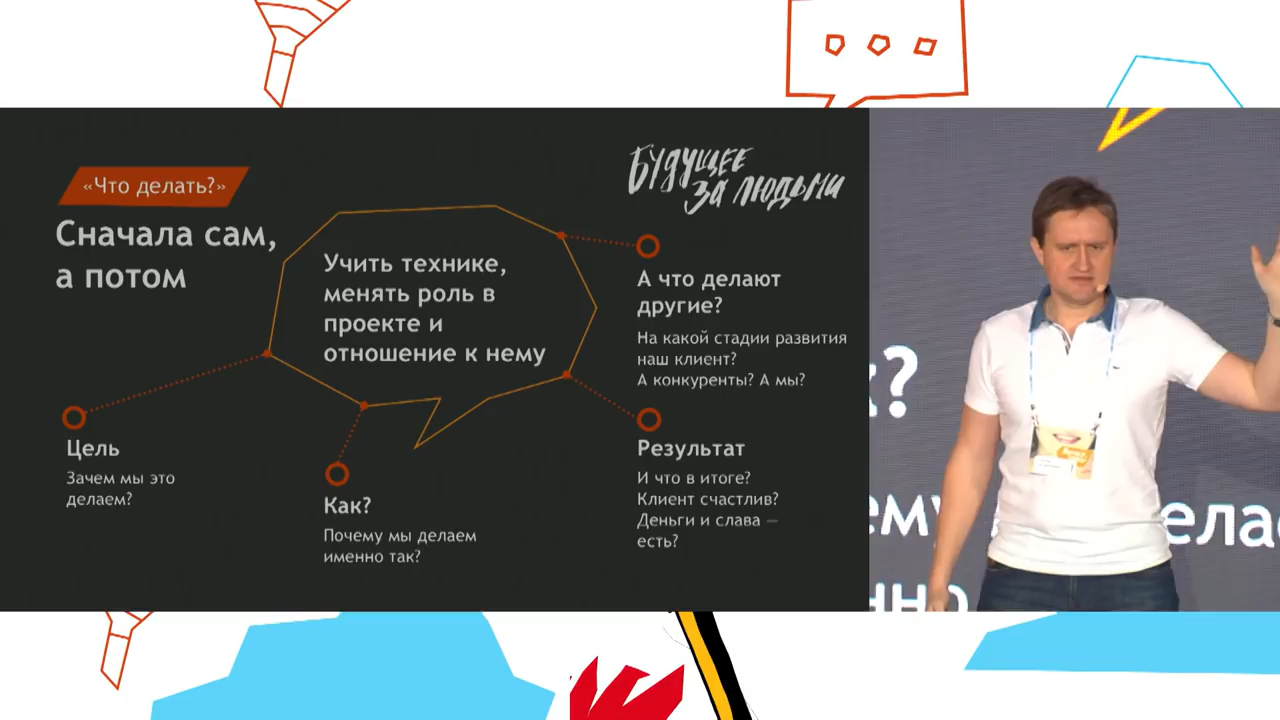 «Что делать?»
Сначала сам,
а потом
Учить технике,
менять роль в
проекте и
отношение к нему
БУДУЩЕЕ
ЗА ЛЮДЬМИ
А что делают
другие?
На какой стадии развития
наш клиент?
А конкуренты? А мы?
Цель
Зачем мы это
делаем?
Как?
Почему мы делаем
именно так?
Результат
И что в итоге?
Клиент счастлив?
Деньги и слава —
есть?